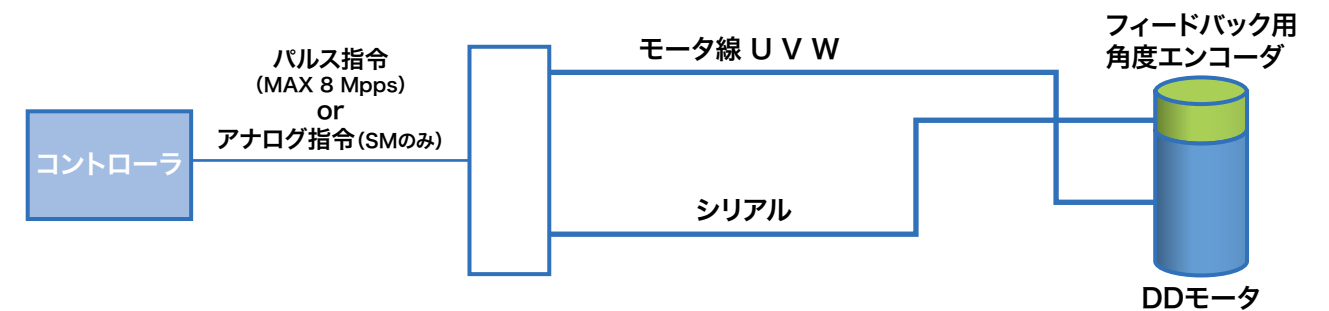 フィードバック用
角度エンコーダ
パルス指令
(MAX 8 Mpps)
or
アナログ指令(SMのみ)
モータ線 U V W
コントローラ
シリアル
DDモータ